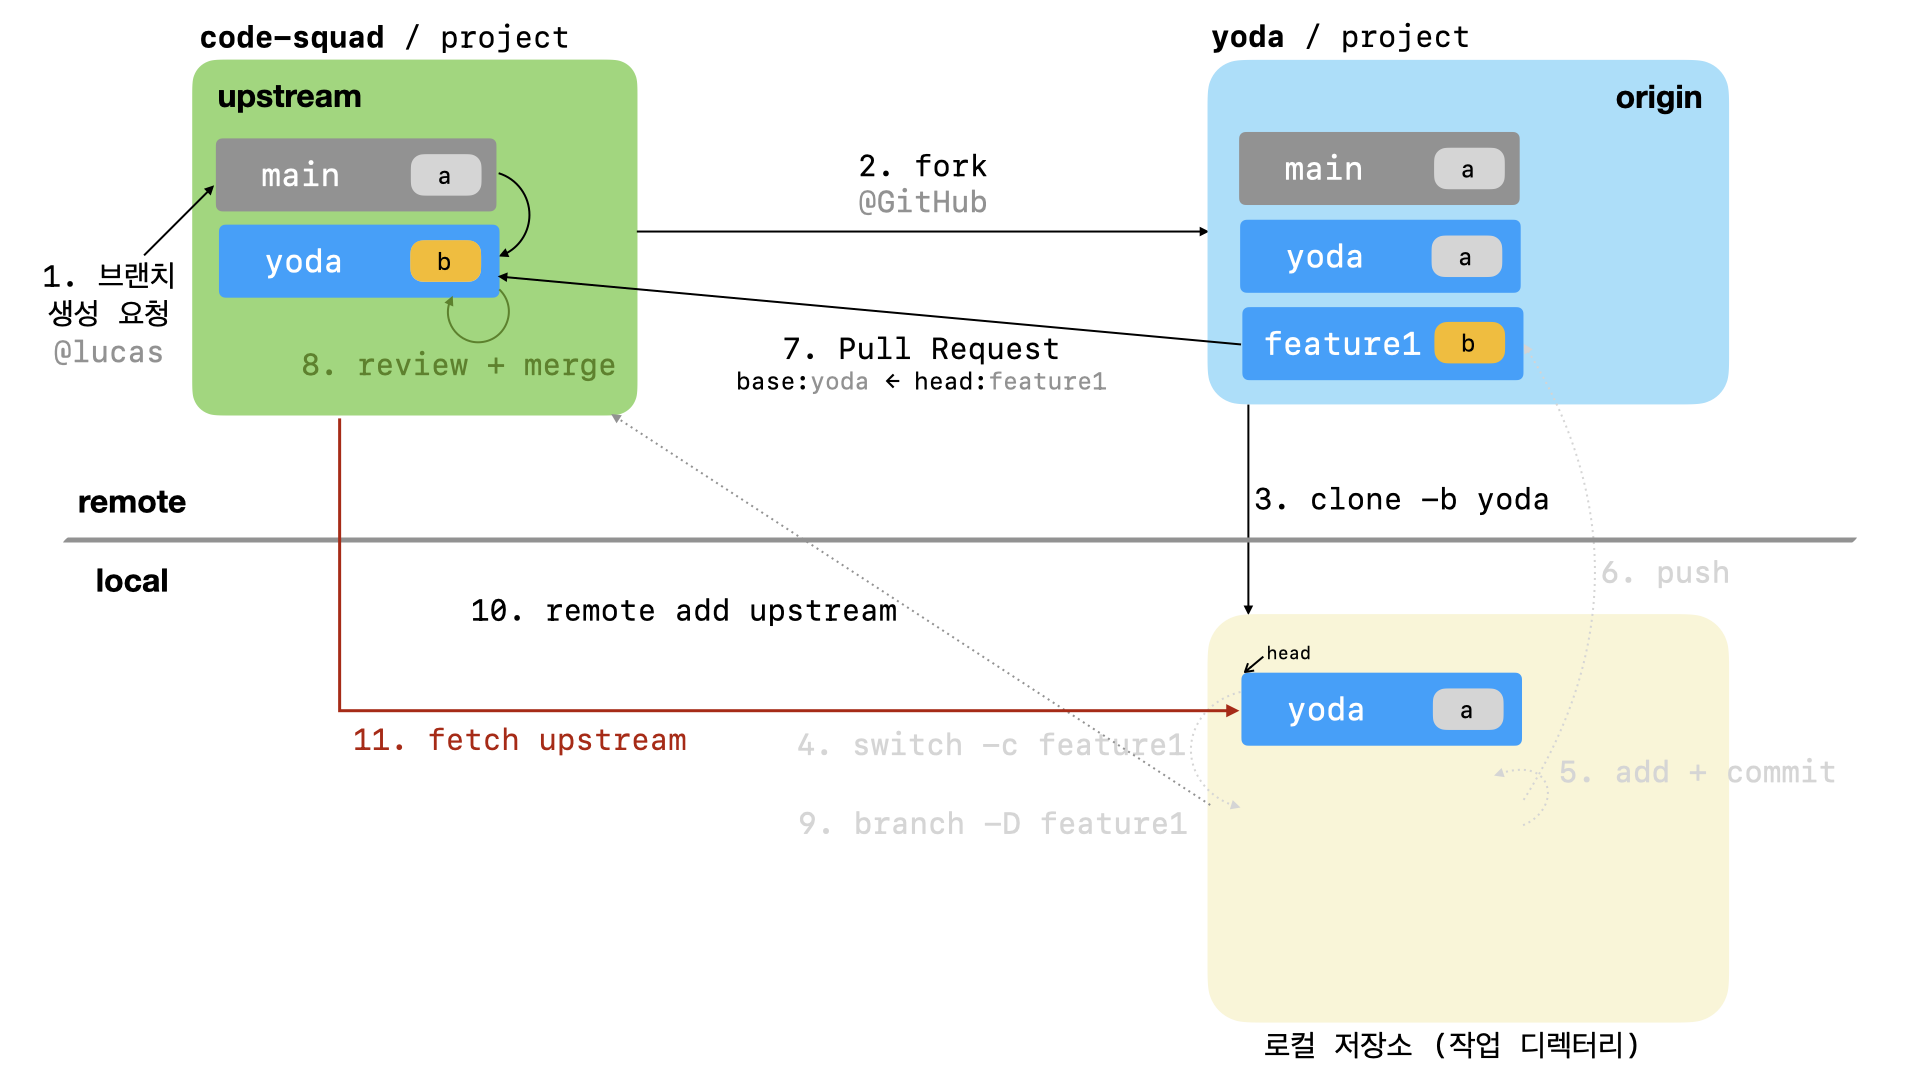 code-squad / project
upstream
main a
yoda b
1. 브랜치
생성 요청
@lucas
8. review + merge
2. fork
@GitHub
7. Pull Request
base:yoda ← head:feature1
yoda / project
origin
main a
yoda a
feature1 b
remote
local
3. clone -b yoda
6. push
10. remote add upstream
11. fetch upstream
head
yoda a
4. switch -c feature1
5. add + commit
9. branch -D feature1
로컬 저장소 (작업 디렉터리)